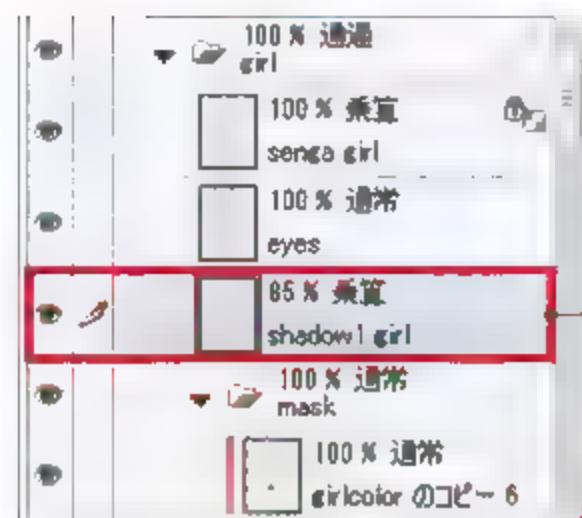 100 % 通過
girl
100 % 乗算
senga girl
100 % 通常
eyes
85 % 乗算
shadow1 girl
100 % 通常
mask
100 % 通常
girlcolor のコピー 6